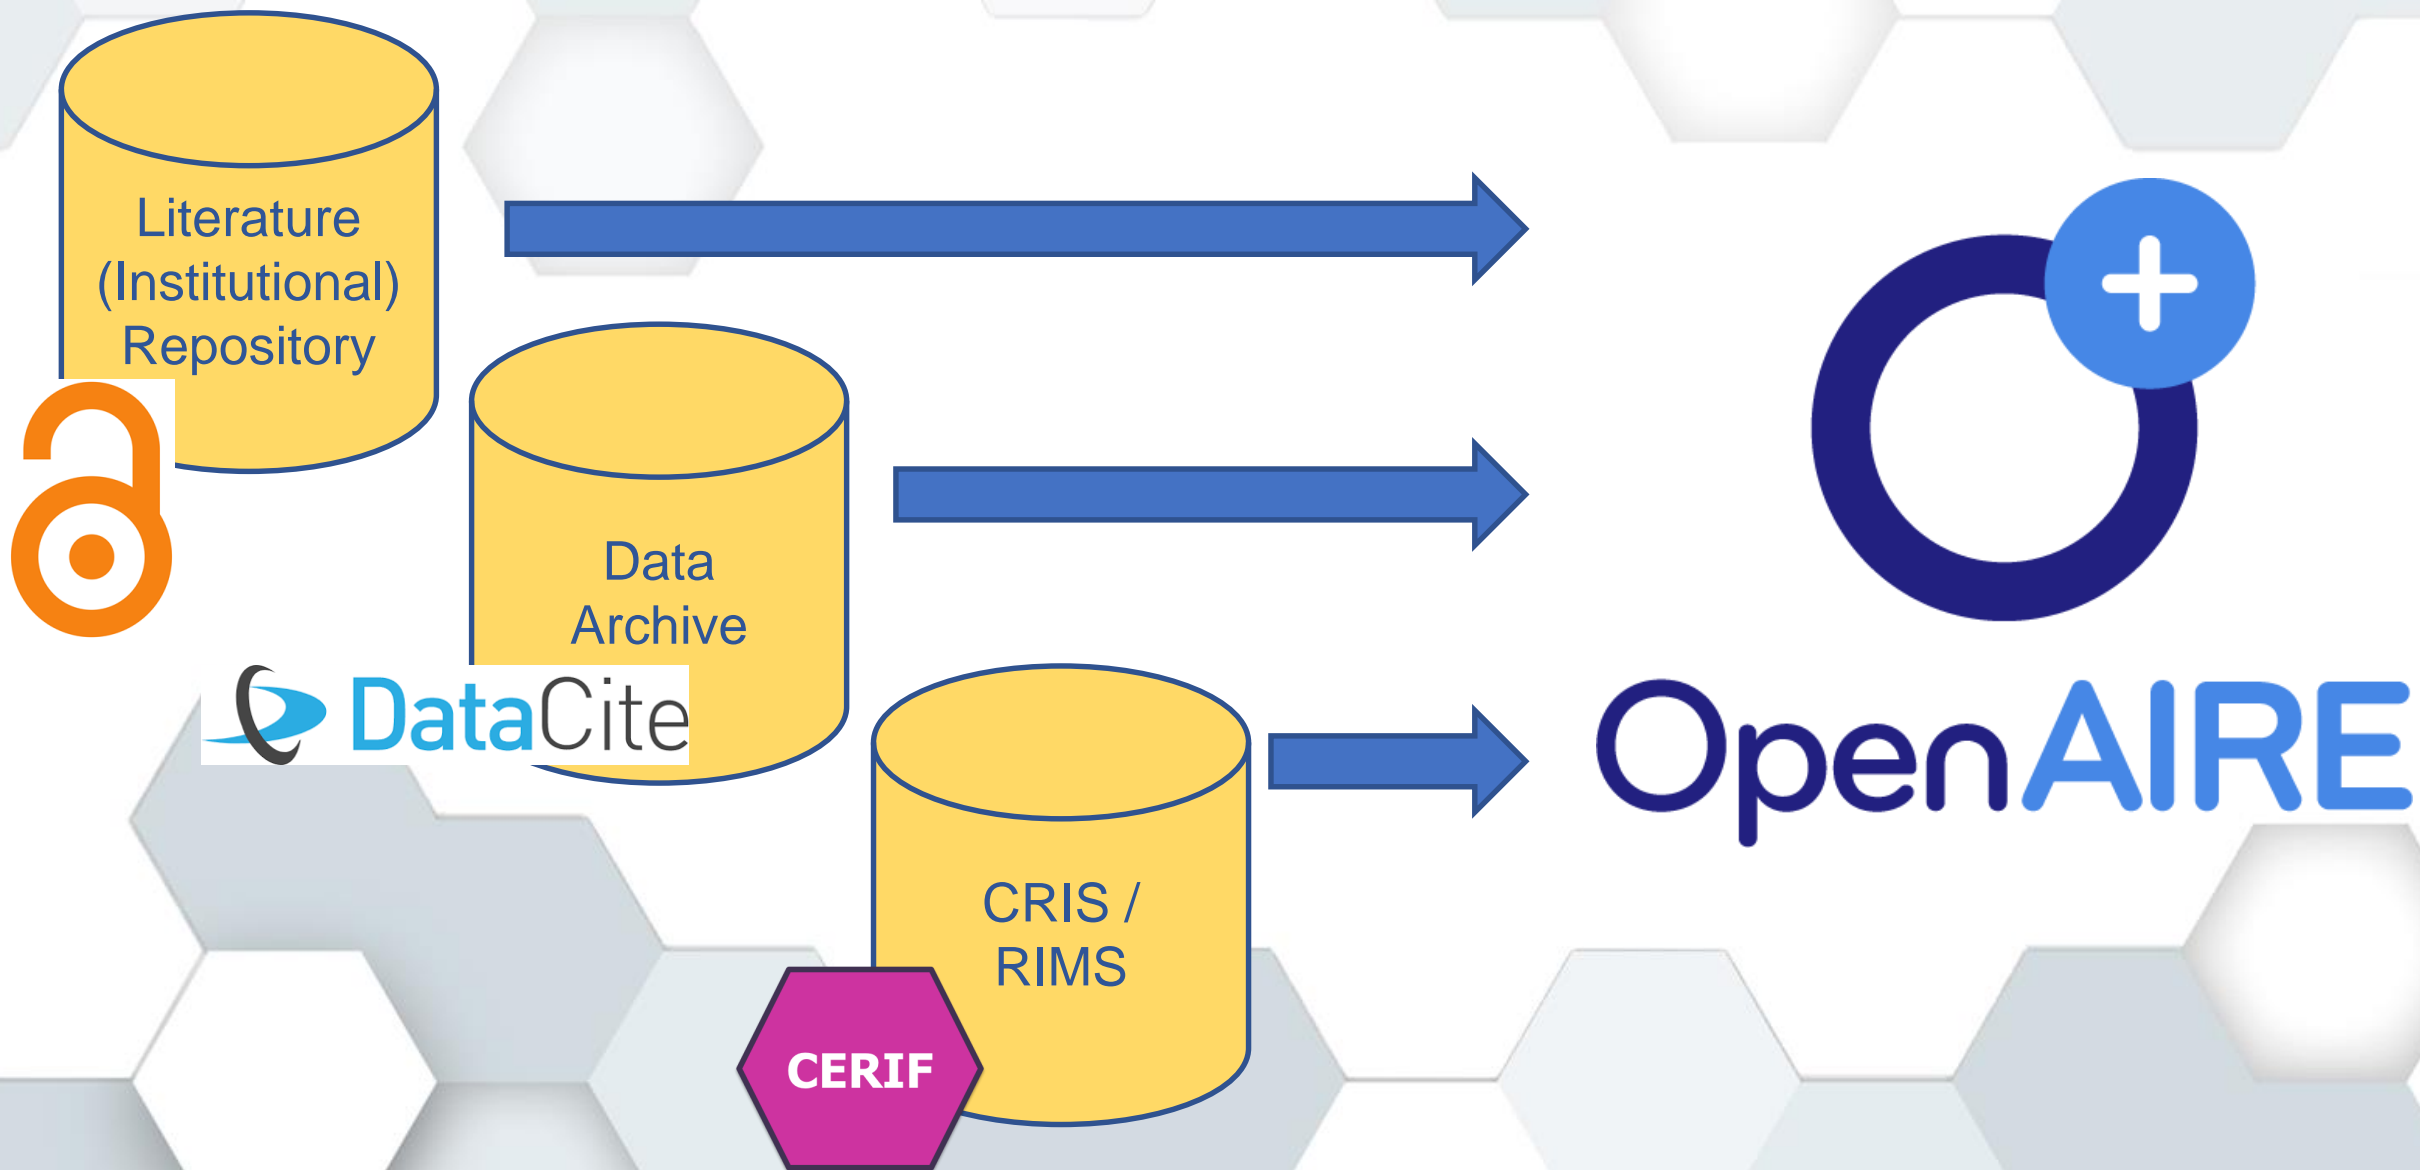 Literature
(Institutional)
Repository
Data
Archive
DataCite
CRIS /
RIMS
CERIF
OpenAIRE